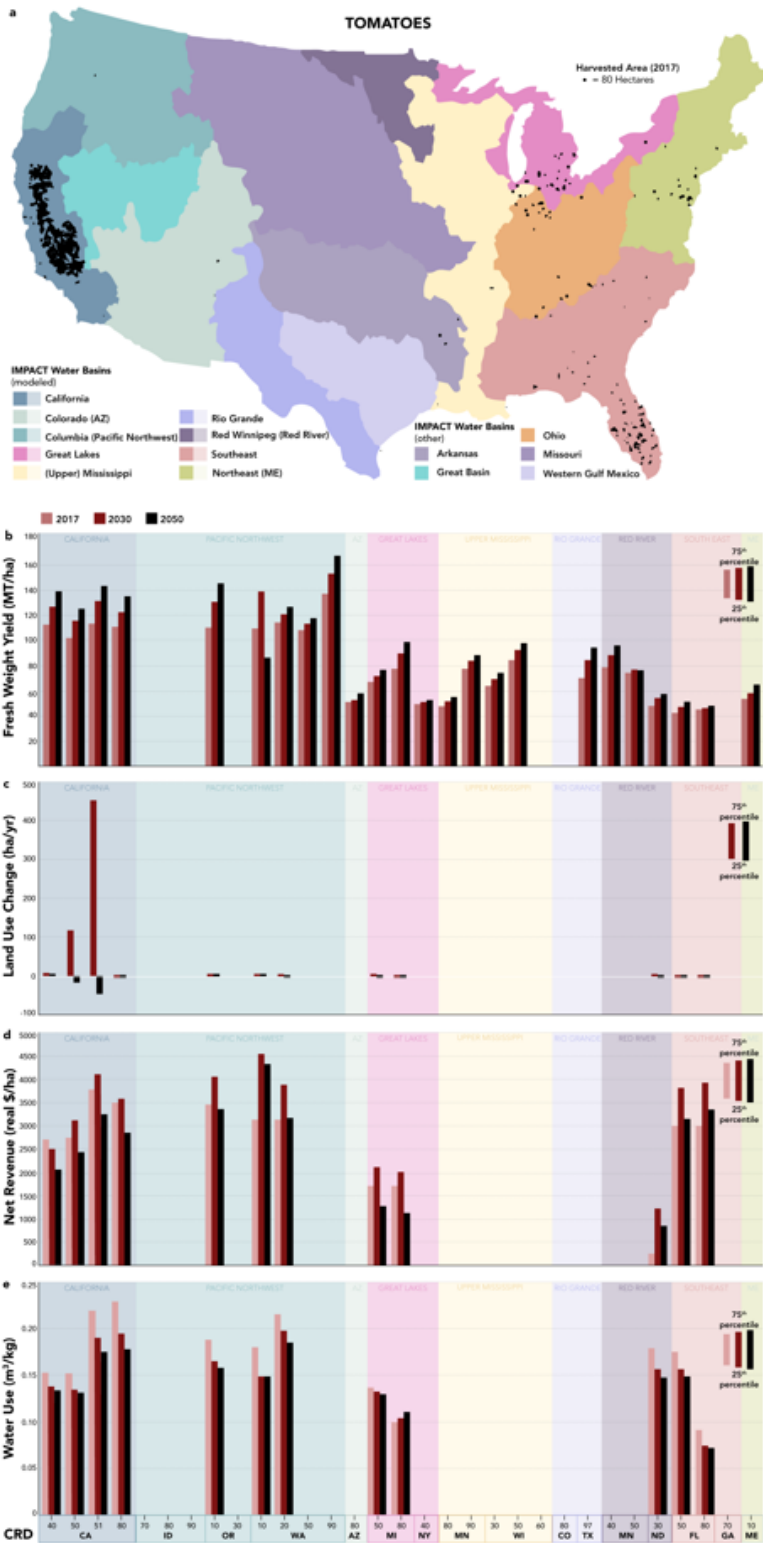 a
TOMATOES
Harvested Area (2017)
• = 80 Hectares
IMPACT Water Basins
(modeled)
California
Colorado (AZ)
Columbia (Pacific Northwest)
Great Lakes
(Upper) Mississippi
Rio Grande
Red Winnipeg (Red River)
Southeast
Northeast (ME)
IMPACT Water Basins
(other)
Arkansas
Great Basin
Ohio
Missouri
Western Gulf Mexico
2017 2030 2050
b
Fresh Weight Yield (MT/ha)
CALIFORNIA PACIFIC NORTHWEST AZ GREAT LAKES UPPER MISSISSIPPI RIO GRANDE RED RIVER SOUTH EAST ME
75th
percentile
25th
percentile
180
160
140
120
100
80
60
40
20
c
Land Use Change (ha/yr)
CALIFORNIA PACIFIC NORTHWEST AZ GREAT LAKES UPPER MISSISSIPPI RIO GRANDE RED RIVER SOUTHEAST ME
75th
percentile
25th
percentile
500
400
300
200
100
0
-100
d
Net Revenue (real $/ha)
CALIFORNIA PACIFIC NORTHWEST AZ GREAT LAKES UPPER MISSISSIPPI RIO GRANDE RED RIVER SOUTHEAST ME
75th
percentile
25th
percentile
5000
4500
4000
3500
3000
2500
2000
1500
1000
500
0
e
Water Use (m³/kg)
CALIFORNIA PACIFIC NORTHWEST AZ GREAT LAKES UPPER MISSISSIPPI RIO GRANDE RED RIVER SOUTHEAST ME
75th
percentile
25th
percentile
0.25
0.20
0.15
0.10
0.05
0
40 50 51 80 70 80 90 10 30 10 20 50 90 80 50 80 40 80 90 30 50 60 80 97 40 50 30 50 80 70 10
CRD CA ID OR WA AZ MI NY MN WI CO TX MN ND FL GA ME